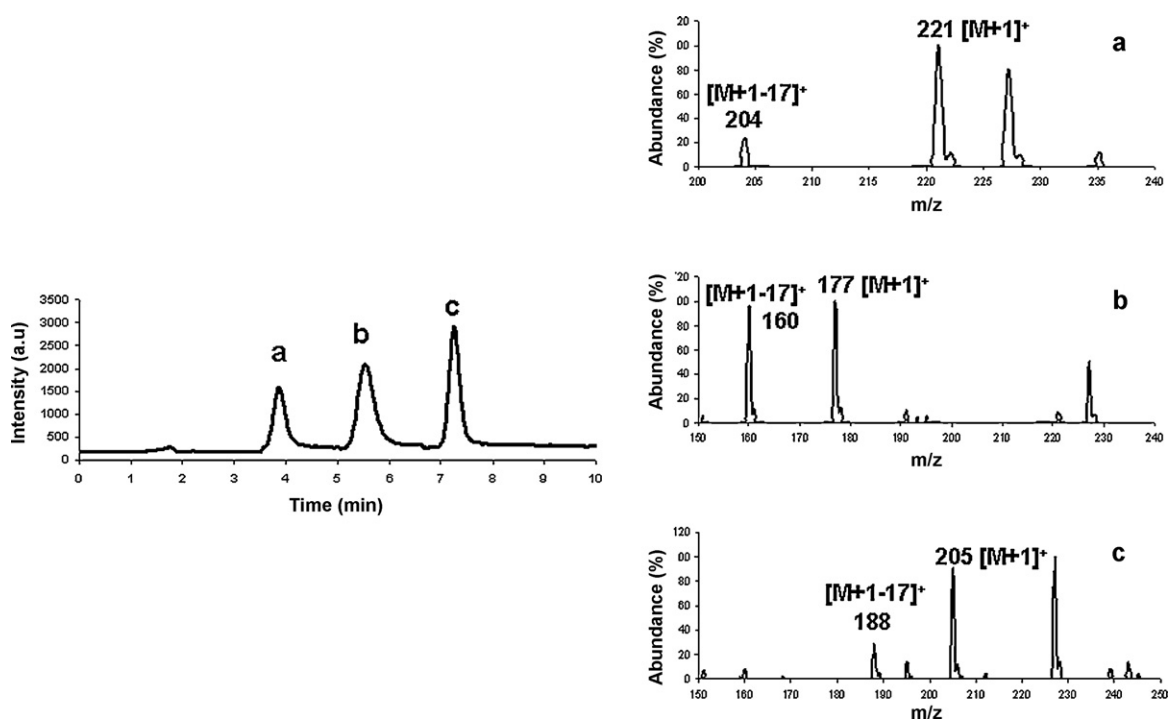 3500
3000
2500
2000
1500
1000
500
0
Intensity (a.u)
a
b
c
0 1 2 3 4 5 6 7 8 9 10
Time (min)
20
00
80
60
40
20
0
Abundance (%)
221 [M+1]⁺
a
[M+1-17]⁺
204
200 205 210 215 220 225 230 235 240
m/z
20
00
80
60
40
20
0
Abundance (%)
[M+1-17]⁺ 177 [M+1]⁺
b
160
150 160 170 180 190 200 210 220 230 240
m/z
120
00
80
60
40
20
0
Abundance (%)
205 [M+1]⁺
c
[M+1-17]⁺
188
150 160 170 180 190 200 210 220 230 240 250
m/z